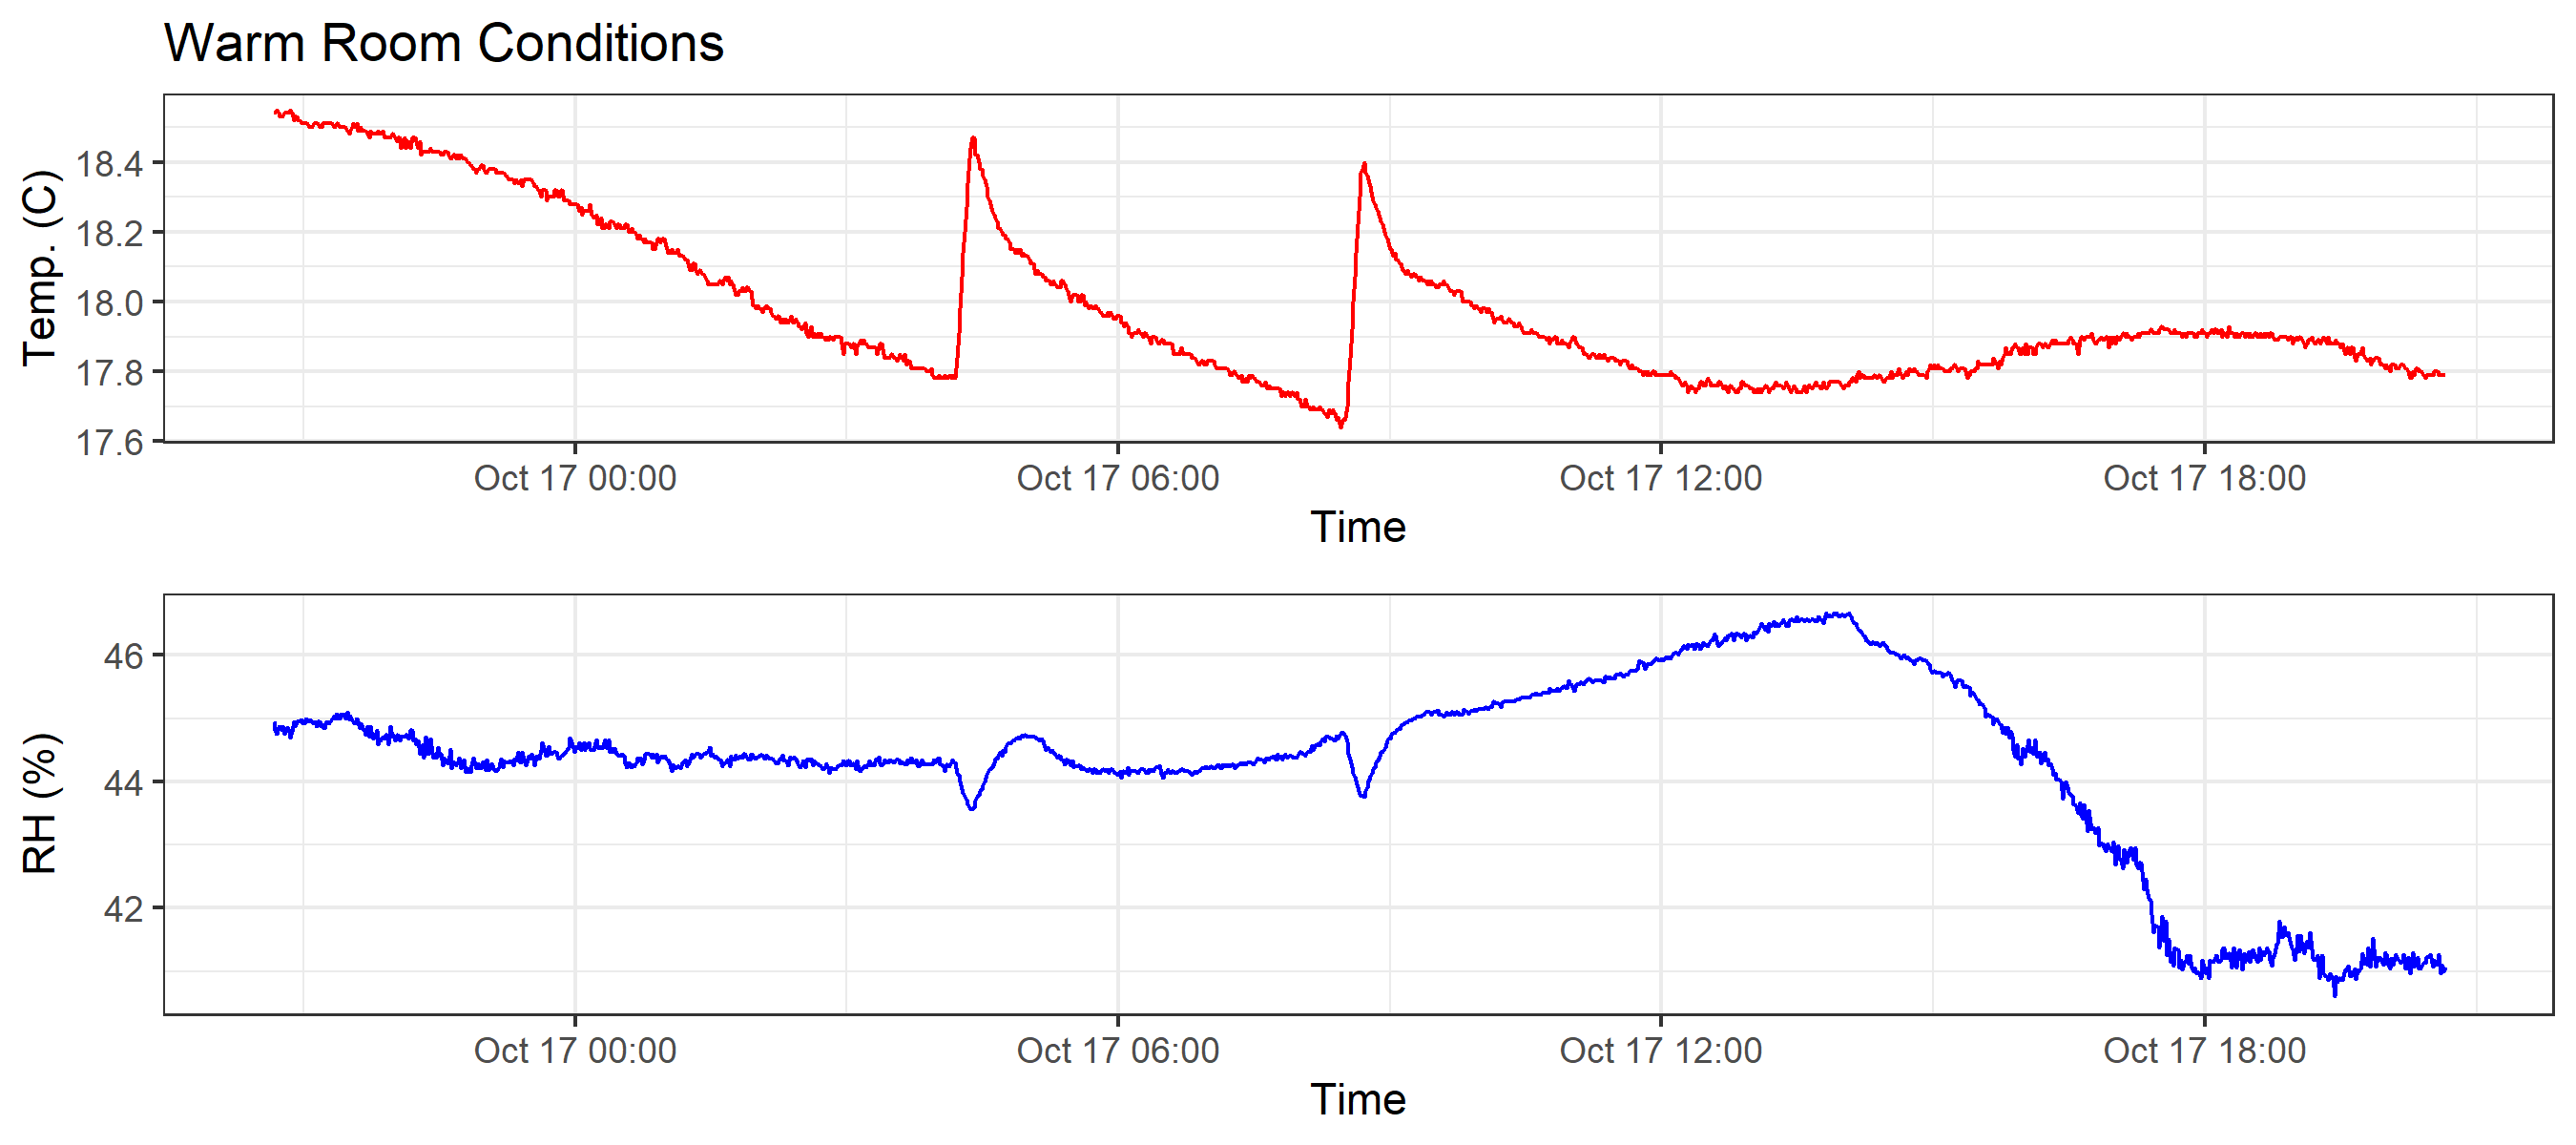 Warm Room Conditions
Temp. (C)
18.4
18.2
18.0
17.8
17.6
Oct 17 00:00 Oct 17 06:00 Oct 17 12:00 Oct 17 18:00
Time
RH (%)
46
44
42
Oct 17 00:00 Oct 17 06:00 Oct 17 12:00 Oct 17 18:00
Time